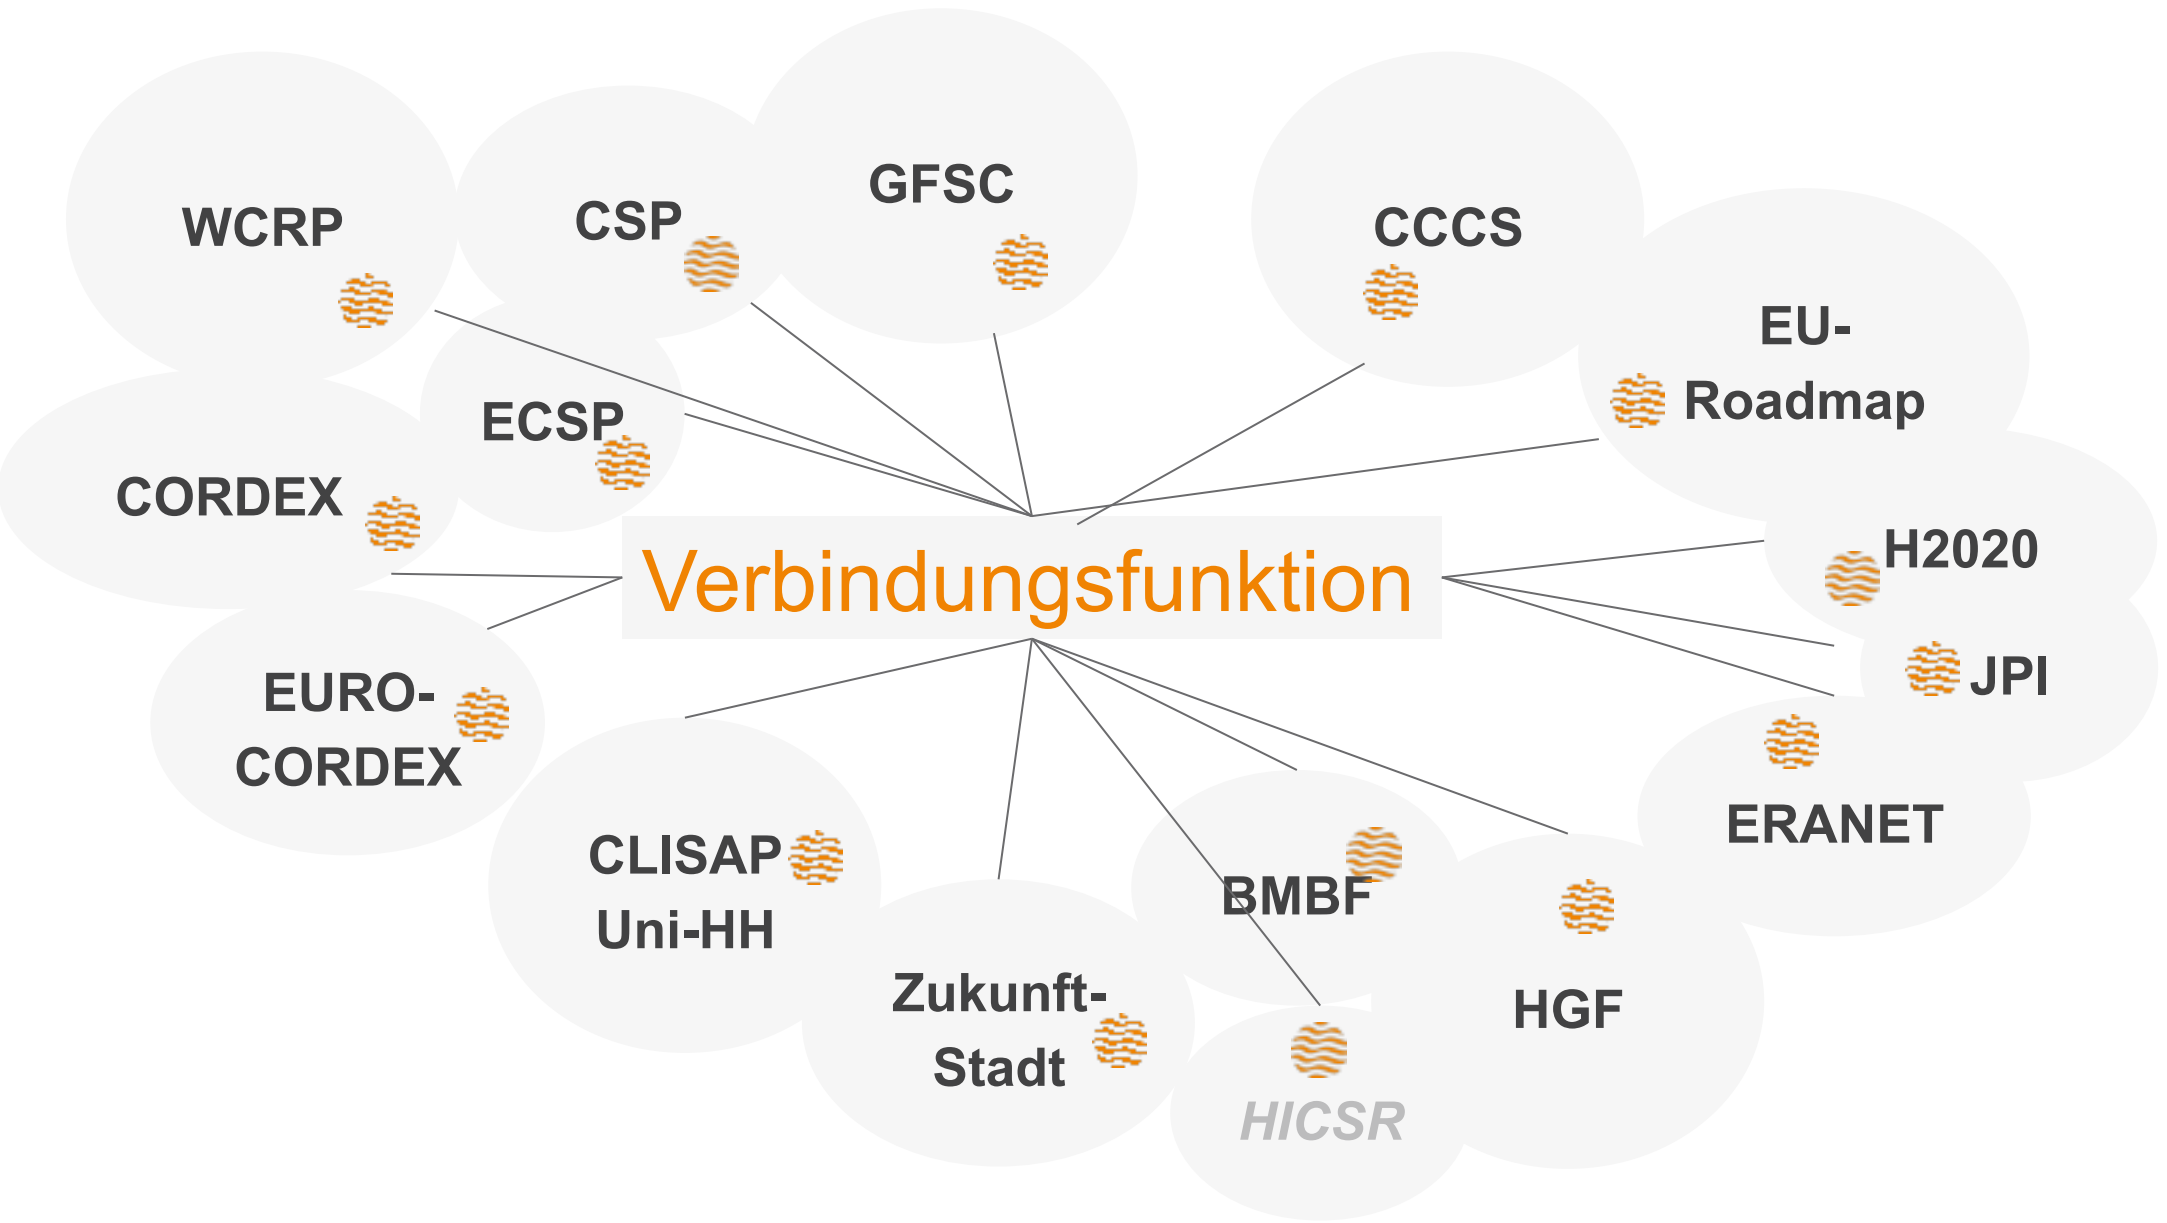 GFSC
WCRP
CSP
CCCS
EU-
Roadmap
ECSP
CORDEX
H2020
Verbindungsfunktion
JPI
EURO-
CORDEX
ERANET
CLISAP
Uni-HH
BMBF
Zukunft-
Stadt
HGF
HICSR